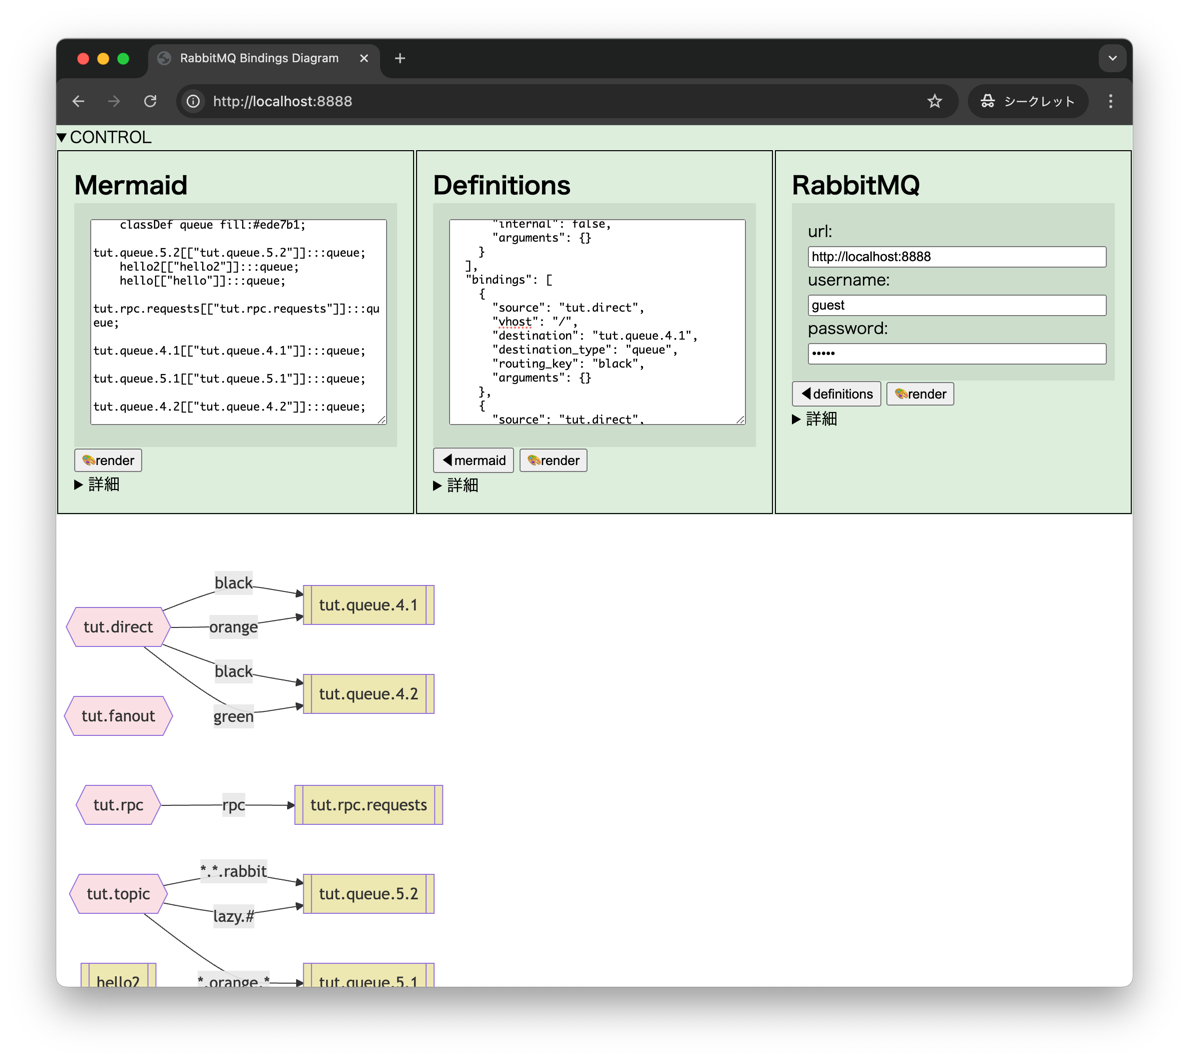 RabbitMQ Bindings Diagram
http://localhost:8888
シークレット
▼CONTROL
Mermaid
classDef queue fill:#ede7b1;
tut.queue.5.2[["tut.queue.5.2"]]:::queue;
hello2[["hello2"]]:::queue;
hello[["hello"]]:::queue;
tut.rpc.requests[["tut.rpc.requests"]]:::qu
eue;
tut.queue.4.1[["tut.queue.4.1"]]:::queue;
tut.queue.5.1[["tut.queue.5.1"]]:::queue;
tut.queue.4.2[["tut.queue.4.2"]]:::queue;
🎨render
▶ 詳細
Definitions
"internal": false,
"arguments": {}
}
],
"bindings": [
{
"source": "tut.direct",
"vhost": "/",
"destination": "tut.queue.4.1",
"destination_type": "queue",
"routing_key": "black",
"arguments": {}
},
{
"source": "tut.direct",
◀mermaid
🎨render
▶ 詳細
RabbitMQ
url:
http://localhost:8888
username:
guest
password:
•••••
◀definitions
🎨render
▶ 詳細
black
tut.queue.4.1
tut.direct
orange
black
tut.queue.4.2
tut.fanout
green
tut.rpc
rpc
tut.rpc.requests
*.*.rabbit
tut.topic
tut.queue.5.2
lazy.#
hello2
*.orange.*
tut.queue.5.1